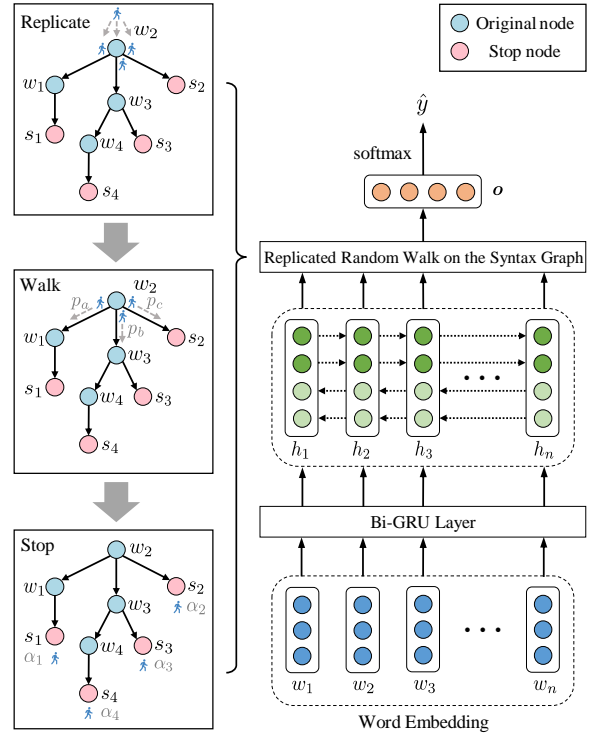 Replicate
w2
w1
s2
w3
s1
w4
s3
s4
Walk
w2
pa
pc
pb
w1
s2
w3
s1
w4
s3
s4
Stop
w2
w1
s2
α2
w3
s1
α1
w4
s3
α3
s4
α4
Original node
Stop node
ŷ
softmax
o
Replicated Random Walk on the Syntax Graph
• • •
h1 h2 h3 hn
Bi-GRU Layer
• • •
w1 w2 w3 wn
Word Embedding